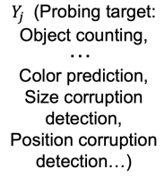 Yⱼ (Probing target:
Object counting,
...
Color prediction,
Size corruption
detection,
Position corruption
detection...)